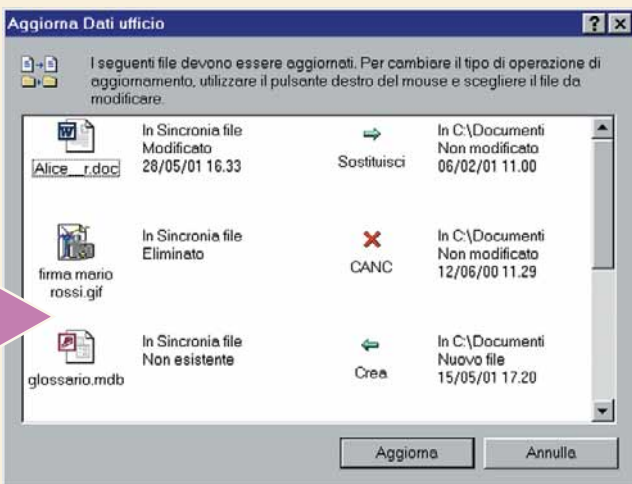 Aggiorna Dati ufficio
I seguenti file devono essere aggiornati. Per cambiare il tipo di operazione di
aggiornamento, utilizzare il pulsante destro del mouse e scegliere il file da
modificare.
Alice__r.doc
In Sincronia file
Modificato
28/05/01 16.33
Sostituisci
In C:\Documenti
Non modificato
06/02/01 11.00
firma mario
rossi.gif
In Sincronia file
Eliminato
CANC
In C:\Documenti
Non modificato
12/06/00 11.29
glossario.mdb
In Sincronia file
Non esistente
Crea
In C:\Documenti
Nuovo file
15/05/01 17.20
Aggiorna
Annulla